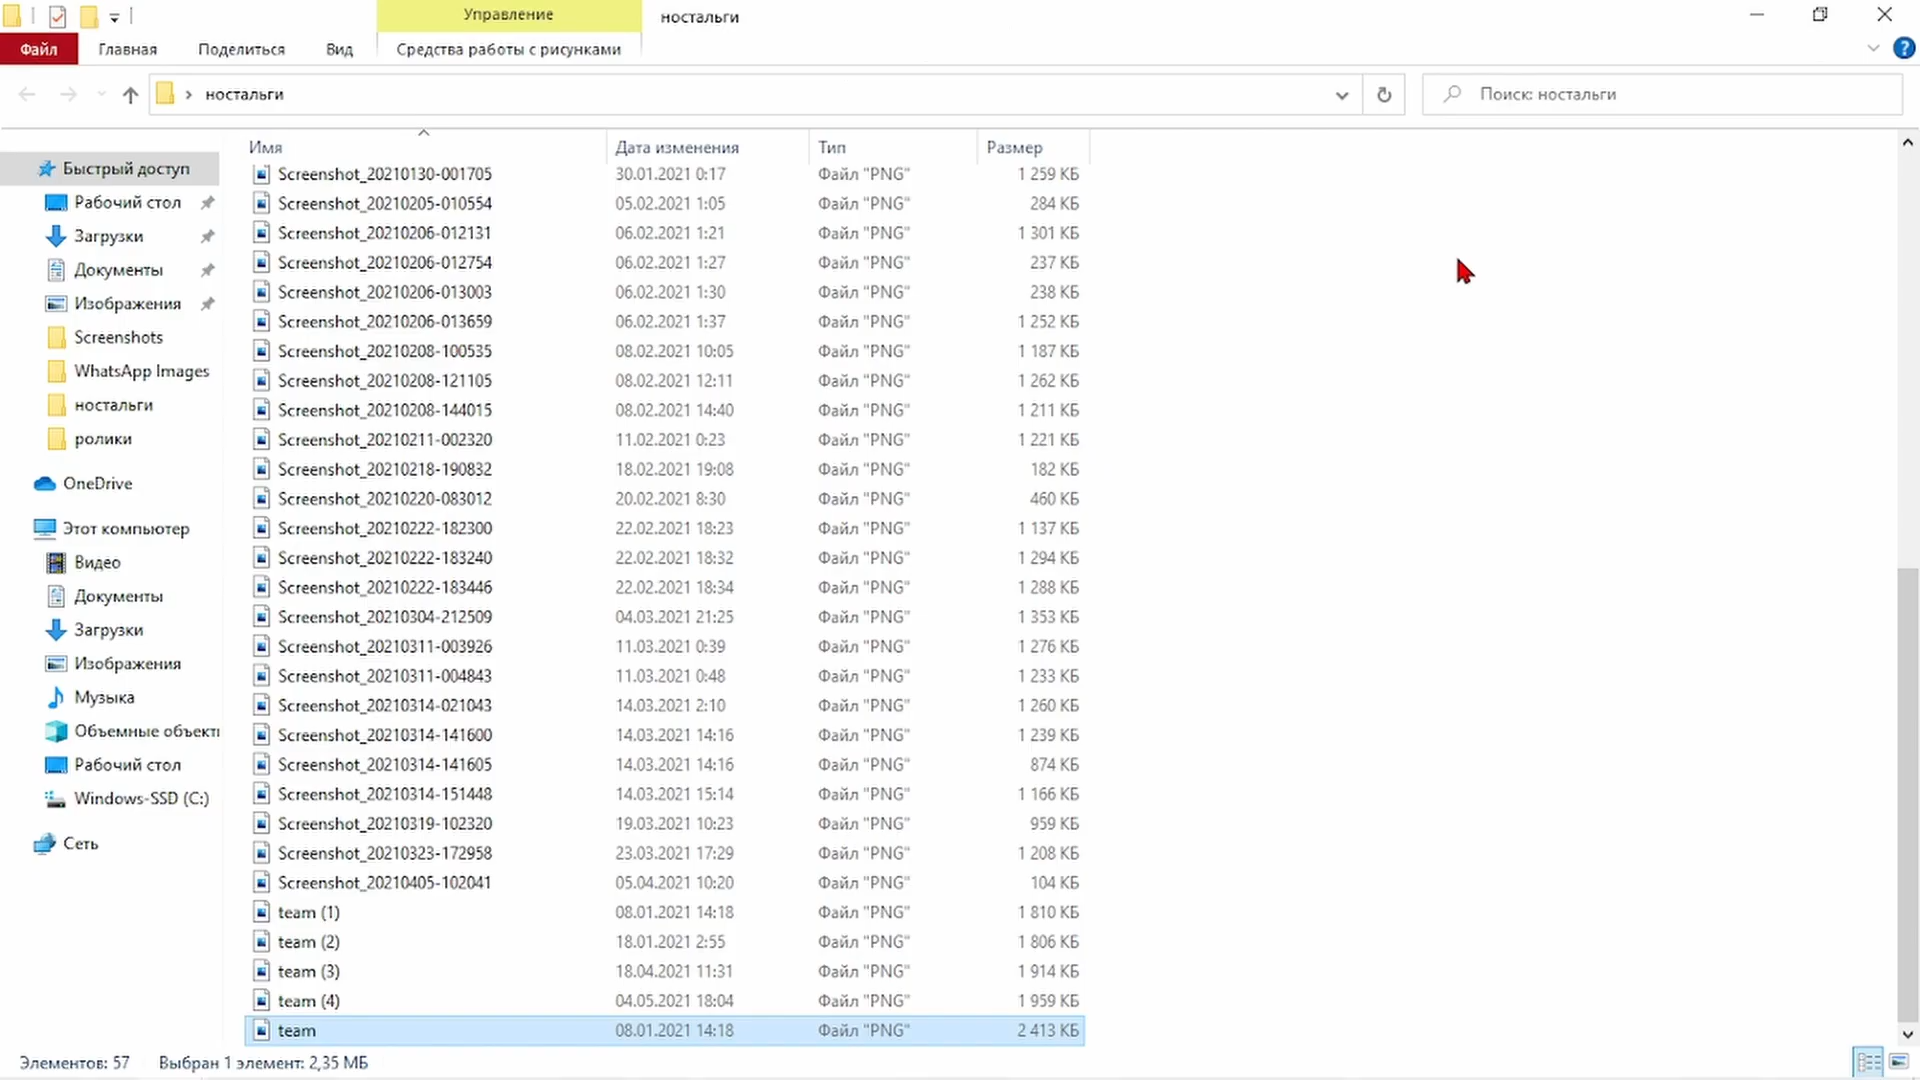 Управление
ностальги
Файл
Главная
Поделиться
Вид
Средства работы с рисунками
?
ностальги
Поиск: ностальги
Имя
Дата изменения
Тип
Размер
Быстрый доступ
Рабочий стол
Загрузки
Документы
Изображения
Screenshots
WhatsApp Images
ностальги
ролики
OneDrive
Этот компьютер
Видео
Документы
Загрузки
Изображения
Музыка
Объемные объекты
Рабочий стол
Windows-SSD (C:)
Сеть
Screenshot_20210130-001705 30.01.2021 0:17 Файл "PNG" 1 259 КБ
Screenshot_20210205-010554 05.02.2021 1:05 Файл "PNG" 284 КБ
Screenshot_20210206-012131 06.02.2021 1:21 Файл "PNG" 1 301 КБ
Screenshot_20210206-012754 06.02.2021 1:27 Файл "PNG" 237 КБ
Screenshot_20210206-013003 06.02.2021 1:30 Файл "PNG" 238 КБ
Screenshot_20210206-013659 06.02.2021 1:37 Файл "PNG" 1 252 КБ
Screenshot_20210208-100535 08.02.2021 10:05 Файл "PNG" 1 187 КБ
Screenshot_20210208-121105 08.02.2021 12:11 Файл "PNG" 1 262 КБ
Screenshot_20210208-144015 08.02.2021 14:40 Файл "PNG" 1 211 КБ
Screenshot_20210211-002320 11.02.2021 0:23 Файл "PNG" 1 221 КБ
Screenshot_20210218-190832 18.02.2021 19:08 Файл "PNG" 182 КБ
Screenshot_20210220-083012 20.02.2021 8:30 Файл "PNG" 460 КБ
Screenshot_20210222-182300 22.02.2021 18:23 Файл "PNG" 1 137 КБ
Screenshot_20210222-183240 22.02.2021 18:32 Файл "PNG" 1 294 КБ
Screenshot_20210222-183446 22.02.2021 18:34 Файл "PNG" 1 288 КБ
Screenshot_20210304-212509 04.03.2021 21:25 Файл "PNG" 1 353 КБ
Screenshot_20210311-003926 11.03.2021 0:39 Файл "PNG" 1 276 КБ
Screenshot_20210311-004843 11.03.2021 0:48 Файл "PNG" 1 233 КБ
Screenshot_20210314-021043 14.03.2021 2:10 Файл "PNG" 1 260 КБ
Screenshot_20210314-141600 14.03.2021 14:16 Файл "PNG" 1 239 КБ
Screenshot_20210314-141605 14.03.2021 14:16 Файл "PNG" 874 КБ
Screenshot_20210314-151448 14.03.2021 15:14 Файл "PNG" 1 166 КБ
Screenshot_20210319-102320 19.03.2021 10:23 Файл "PNG" 959 КБ
Screenshot_20210323-172958 23.03.2021 17:29 Файл "PNG" 1 208 КБ
Screenshot_20210405-102041 05.04.2021 10:20 Файл "PNG" 104 КБ
team (1) 08.01.2021 14:18 Файл "PNG" 1 810 КБ
team (2) 18.01.2021 2:55 Файл "PNG" 1 806 КБ
team (3) 18.04.2021 11:31 Файл "PNG" 1 914 КБ
team (4) 04.05.2021 18:04 Файл "PNG" 1 959 КБ
team 08.01.2021 14:18 Файл "PNG" 2 413 КБ
Элементов: 57
Выбран 1 элемент: 2,35 МБ